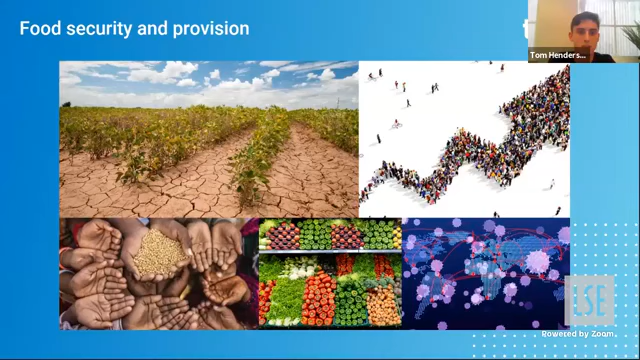 Food security and provision
Tom Henders...
LSE
Powered by Zoom